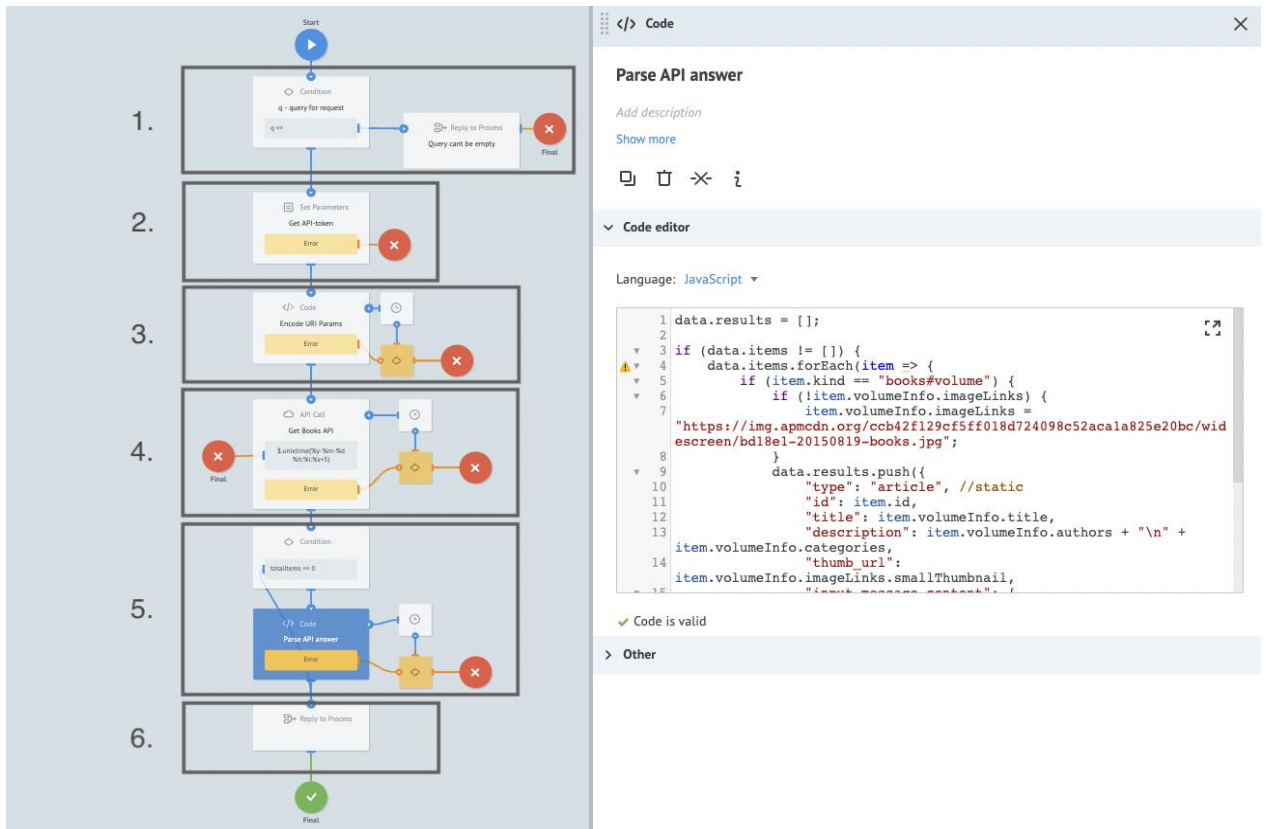 Start
1.
Condition
q - query for request
q ==
Reply to Process
Query cant be empty
Final
2.
Set Parameters
Get API-token
Error
3.
</> Code
Encode URI Params
Error
4.
API Call
Get Books API
$.unixtime(%y-%m-%d
%h:%i:%s+5)
Error
Final
5.
Condition
totalItems == 0
</> Code
Parse API answer
Error
6.
Reply to Process
Final
</> Code
Parse API answer
Add description
Show more
Code editor
Language: JavaScript
1 data.results = [];
2
3 if (data.items != []) {
4 data.items.forEach(item => {
5 if (item.kind == "books#volume") {
6 if (!item.volumeInfo.imageLinks) {
7 item.volumeInfo.imageLinks =
"https://img.apmcdn.org/ccb42f129cf5ff018d724098c52aca1a825e20bc/wid
escreen/bd18e1-20150819-books.jpg";
8 }
9 data.results.push({
10 "type": "article", //static
11 "id": item.id,
12 "title": item.volumeInfo.title,
13 "description": item.volumeInfo.authors + "\n" +
item.volumeInfo.categories,
14 "thumb_url":
item.volumeInfo.imageLinks.smallThumbnail,
15 "input_message_content": {
Code is valid
Other